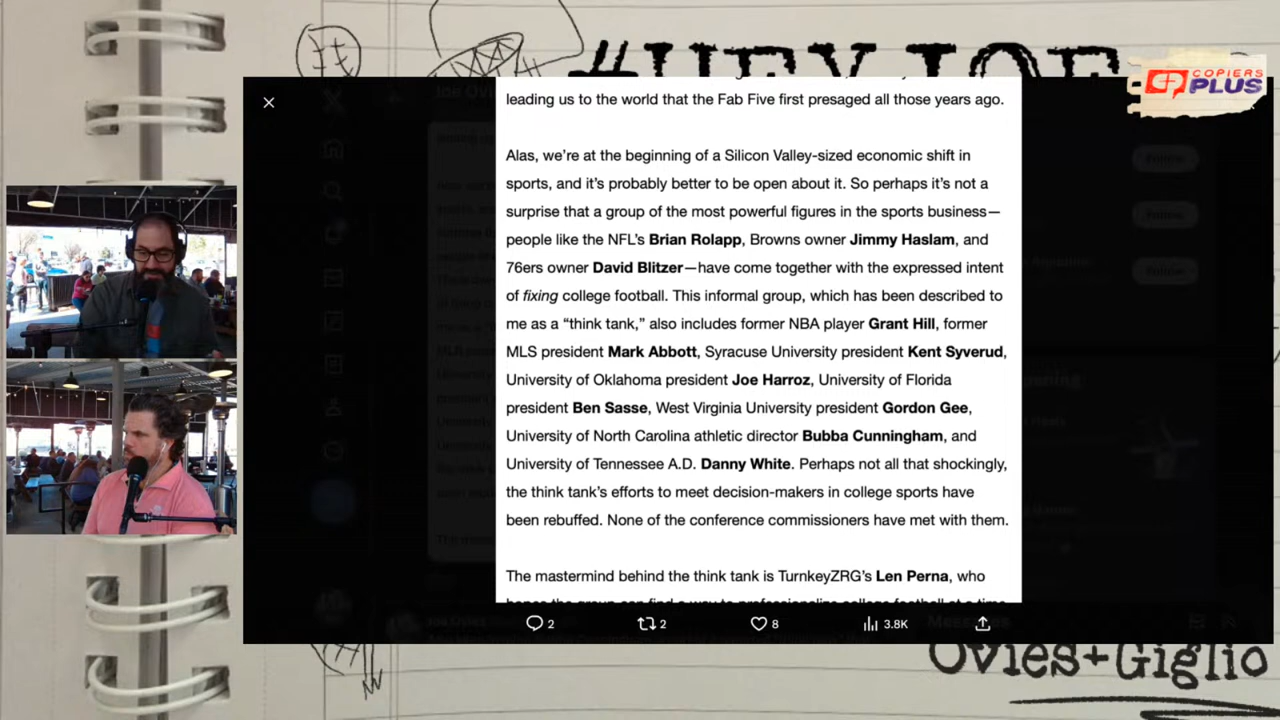 #HEY JOE
COPIERS
PLUS
leading us to the world that the Fab Five first presaged all those years ago.
Alas, we’re at the beginning of a Silicon Valley-sized economic shift in
sports, and it’s probably better to be open about it. So perhaps it’s not a
surprise that a group of the most powerful figures in the sports business—
people like the NFL’s Brian Rolapp, Browns owner Jimmy Haslam, and
76ers owner David Blitzer—have come together with the expressed intent
of fixing college football. This informal group, which has been described to
me as a “think tank,” also includes former NBA player Grant Hill, former
MLS president Mark Abbott, Syracuse University president Kent Syverud,
University of Oklahoma president Joe Harroz, University of Florida
president Ben Sasse, West Virginia University president Gordon Gee,
University of North Carolina athletic director Bubba Cunningham, and
University of Tennessee A.D. Danny White. Perhaps not all that shockingly,
the think tank’s efforts to meet decision-makers in college sports have
been rebuffed. None of the conference commissioners have met with them.
The mastermind behind the think tank is TurnkeyZRG’s Len Perna, who
2 2 8 3.8K
Ovies+Giglio